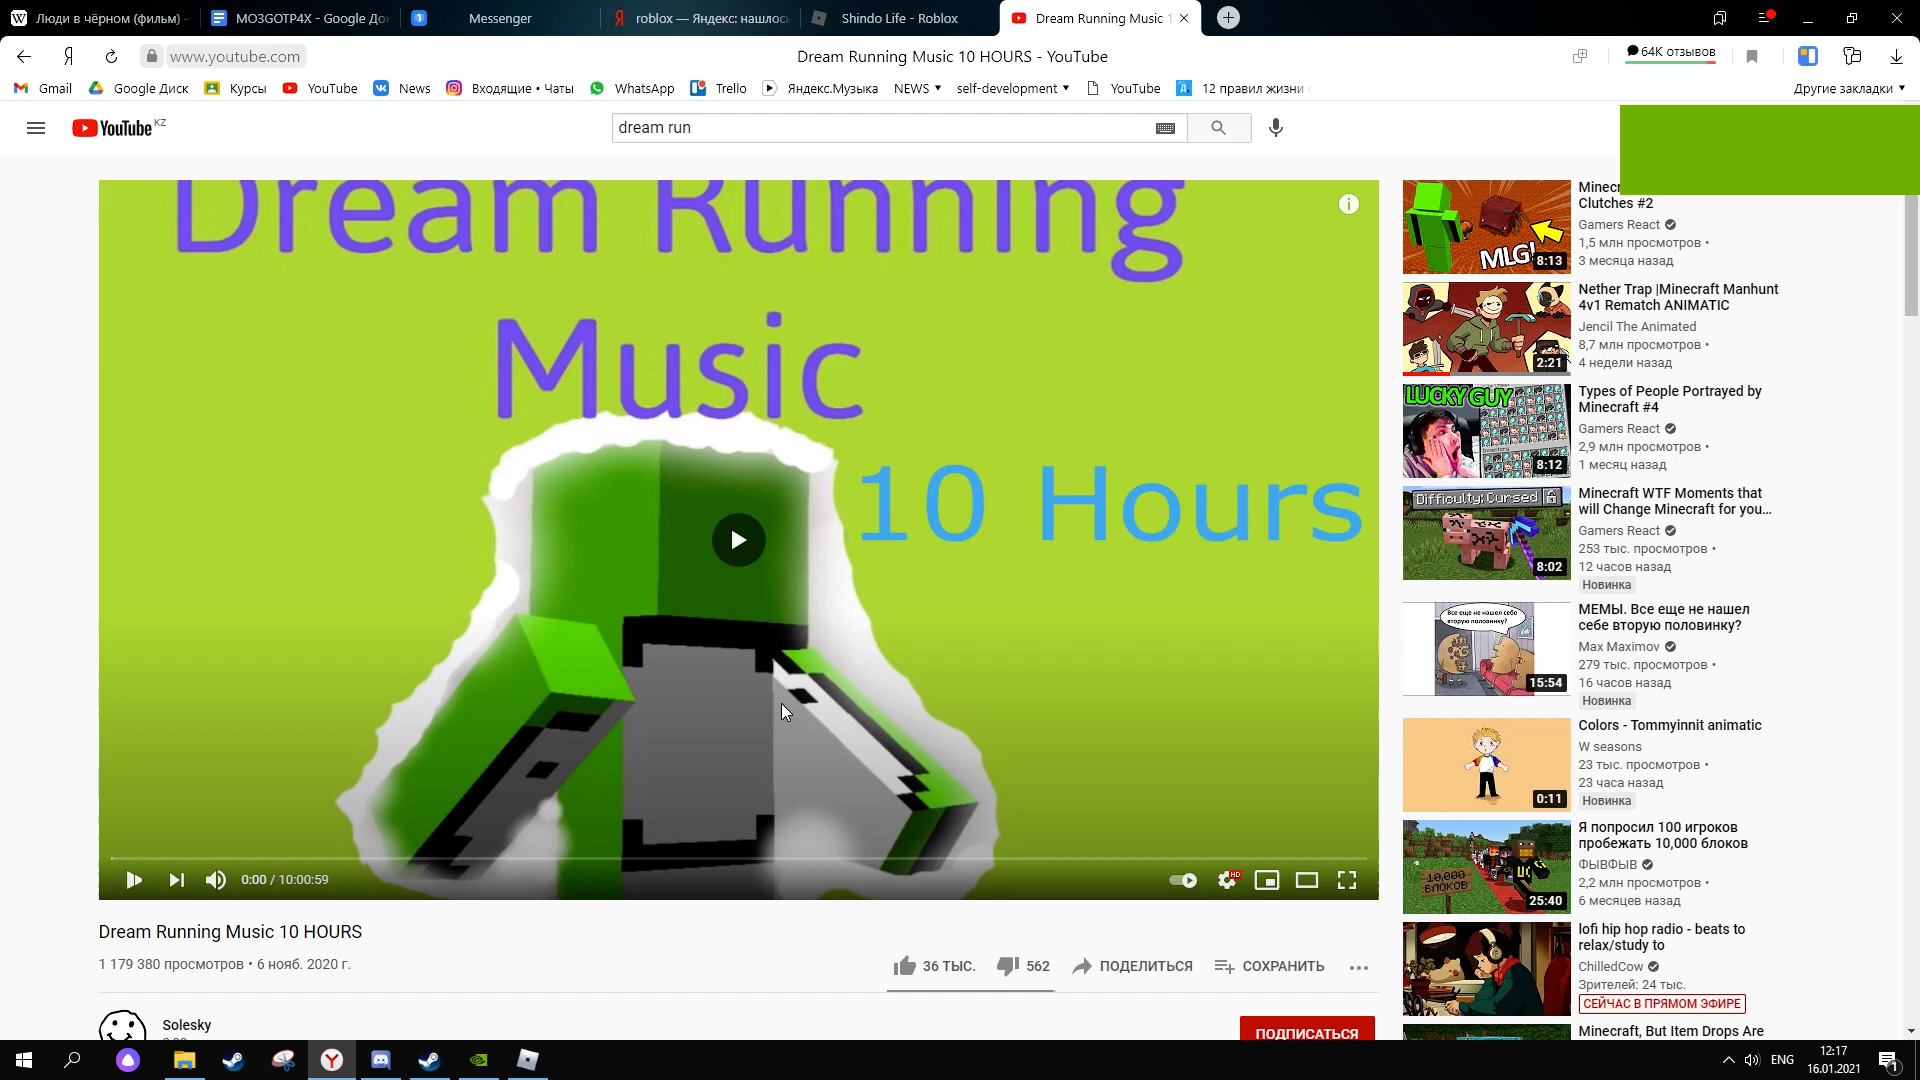 Люди в чёрном (фильм) -
MO3GOTP4X - Google До
Messenger
roblox — Яндекс: нашлось
Shindo Life - Roblox
Dream Running Music 1
www.youtube.com
Dream Running Music 10 HOURS - YouTube
64K отзывов
Gmail
Google Диск
Курсы
YouTube
News
Входящие • Чаты
WhatsApp
Trello
Яндекс.Музыка
NEWS
self-development
YouTube
12 правил жизни
Другие закладки
YouTube KZ
dream run
Dream Running
Music
10 Hours
0:00 / 10:00:59
HD
Dream Running Music 10 HOURS
1 179 380 просмотров • 6 нояб. 2020 г.
36 ТЫС.
562
ПОДЕЛИТЬСЯ
СОХРАНИТЬ
Solesky
ПОДПИСАТЬСЯ
MLG!
8:13
Clutches #2
Gamers React
1,5 млн просмотров •
3 месяца назад
2:21
Nether Trap |Minecraft Manhunt
4v1 Rematch ANIMATIC
Jencil The Animated
8,7 млн просмотров •
4 недели назад
LUCKY GUY
8:12
Types of People Portrayed by
Minecraft #4
Gamers React
2,9 млн просмотров •
1 месяц назад
Difficulty: Cursed
8:02
Minecraft WTF Moments that
will Change Minecraft for you...
Gamers React
253 тыс. просмотров •
12 часов назад
Новинка
Все ещё не нашел себе
вторую половинку?
15:54
МЕМЫ. Все еще не нашел
себе вторую половинку?
Max Maximov
279 тыс. просмотров •
16 часов назад
Новинка
0:11
Colors - Tommyinnit animatic
W seasons
23 тыс. просмотров •
23 часа назад
Новинка
10,000
БЛОКОВ
25:40
Я попросил 100 игроков
пробежать 10,000 блоков
ФЫВФЫВ
2,2 млн просмотров •
6 месяцев назад
lofi hip hop radio - beats to
relax/study to
ChilledCow
Зрителей: 24 тыс.
СЕЙЧАС В ПРЯМОМ ЭФИРЕ
Minecraft, But Item Drops Are
ENG
12:17
16.01.2021
1